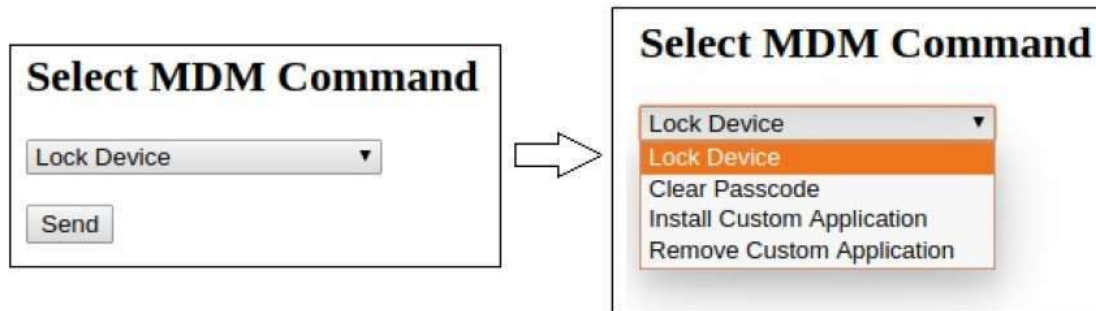 Select MDM Command
Lock Device
Send
Select MDM Command
Lock Device
Lock Device
Clear Passcode
Install Custom Application
Remove Custom Application